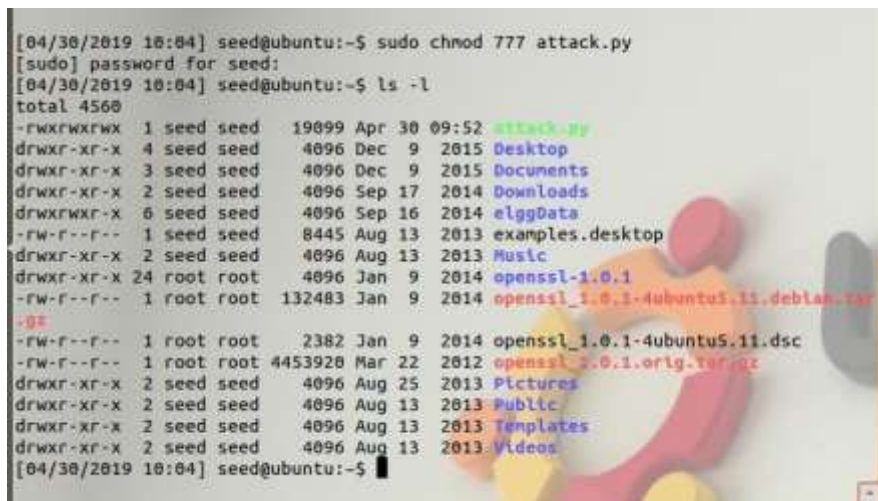 [04/30/2019 10:04] seed@ubuntu:~$ sudo chmod 777 attack.py
[sudo] password for seed:
[04/30/2019 10:04] seed@ubuntu:~$ ls -l
total 4560
-rwxrwxrwx 1 seed seed 19099 Apr 30 09:52 attack.py
drwxr-xr-x 4 seed seed 4096 Dec 9 2015 Desktop
drwxr-xr-x 3 seed seed 4096 Dec 9 2015 Documents
drwxr-xr-x 2 seed seed 4096 Sep 17 2014 Downloads
drwxrwxr-x 6 seed seed 4096 Sep 16 2014 elggData
-rw-r--r-- 1 seed seed 8445 Aug 13 2013 examples.desktop
drwxr-xr-x 2 seed seed 4096 Aug 13 2013 Music
drwxr-xr-x 24 root root 4096 Jan 9 2014 openssl-1.0.1
-rw-r--r-- 1 root root 132483 Jan 9 2014 openssl_1.0.1-4ubuntu5.11.debian.tar
.gz
-rw-r--r-- 1 root root 2382 Jan 9 2014 openssl_1.0.1-4ubuntu5.11.dsc
-rw-r--r-- 1 root root 4453920 Mar 22 2012 openssl_1.0.1.orig.tar.gz
drwxr-xr-x 2 seed seed 4096 Aug 25 2013 Pictures
drwxr-xr-x 2 seed seed 4096 Aug 13 2013 Public
drwxr-xr-x 2 seed seed 4096 Aug 13 2013 Templates
drwxr-xr-x 2 seed seed 4096 Aug 13 2013 Videos
[04/30/2019 10:04] seed@ubuntu:~$